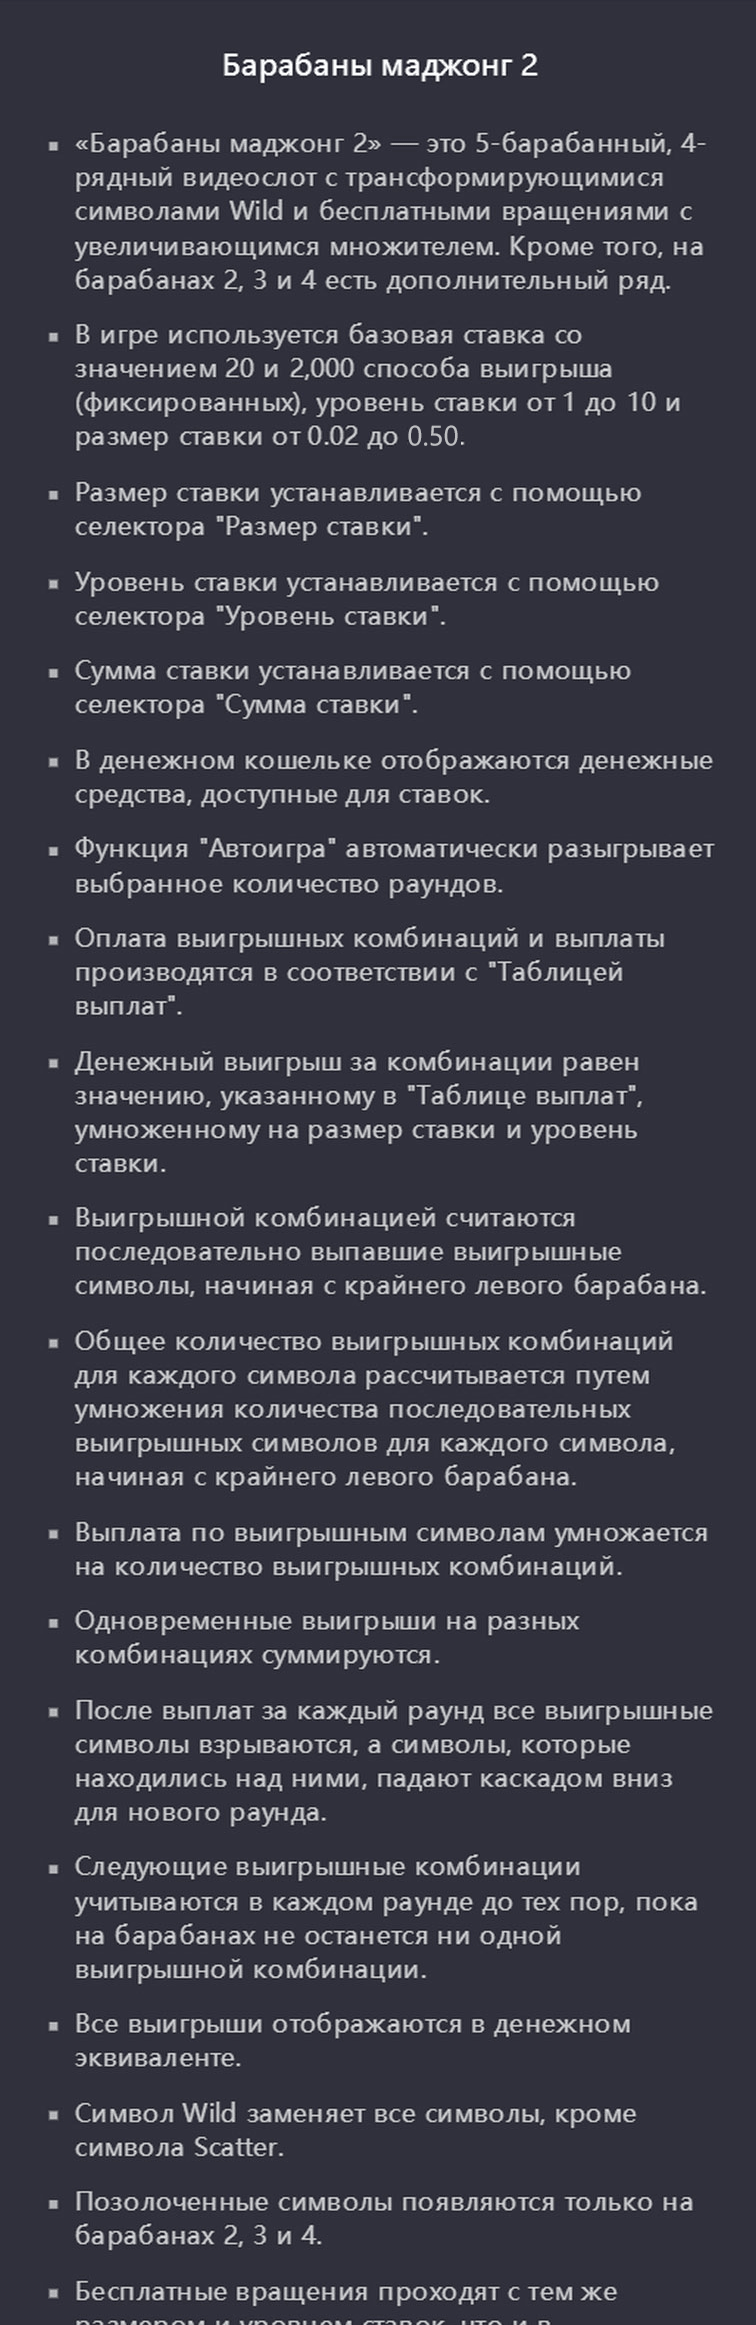 Барабаны маджонг 2
▪ «Барабаны маджонг 2» — это 5-барабанный, 4-
рядный видеослот с трансформирующимися
символами Wild и бесплатными вращениями с
увеличивающимся множителем. Кроме того, на
барабанах 2, 3 и 4 есть дополнительный ряд.
▪ В игре используется базовая ставка со
значением 20 и 2,000 способа выигрыша
(фиксированных), уровень ставки от 1 до 10 и
размер ставки от 0.02 до 0.50.
▪ Размер ставки устанавливается с помощью
селектора "Размер ставки".
▪ Уровень ставки устанавливается с помощью
селектора "Уровень ставки".
▪ Сумма ставки устанавливается с помощью
селектора "Сумма ставки".
▪ В денежном кошельке отображаются денежные
средства, доступные для ставок.
▪ Функция "Автоигра" автоматически разыгрывает
выбранное количество раундов.
▪ Оплата выигрышных комбинаций и выплаты
производятся в соответствии с "Таблицей
выплат".
▪ Денежный выигрыш за комбинации равен
значению, указанному в "Таблице выплат",
умноженному на размер ставки и уровень
ставки.
▪ Выигрышной комбинацией считаются
последовательно выпавшие выигрышные
символы, начиная с крайнего левого барабана.
▪ Общее количество выигрышных комбинаций
для каждого символа рассчитывается путем
умножения количества последовательных
выигрышных символов для каждого символа,
начиная с крайнего левого барабана.
▪ Выплата по выигрышным символам умножается
на количество выигрышных комбинаций.
▪ Одновременные выигрыши на разных
комбинациях суммируются.
▪ После выплат за каждый раунд все выигрышные
символы взрываются, а символы, которые
находились над ними, падают каскадом вниз
для нового раунда.
▪ Следующие выигрышные комбинации
учитываются в каждом раунде до тех пор, пока
на барабанах не останется ни одной
выигрышной комбинации.
▪ Все выигрыши отображаются в денежном
эквиваленте.
▪ Символ Wild заменяет все символы, кроме
символа Scatter.
▪ Позолоченные символы появляются только на
барабанах 2, 3 и 4.
▪ Бесплатные вращения проходят с тем же
размером и уровнем ставок, что и в